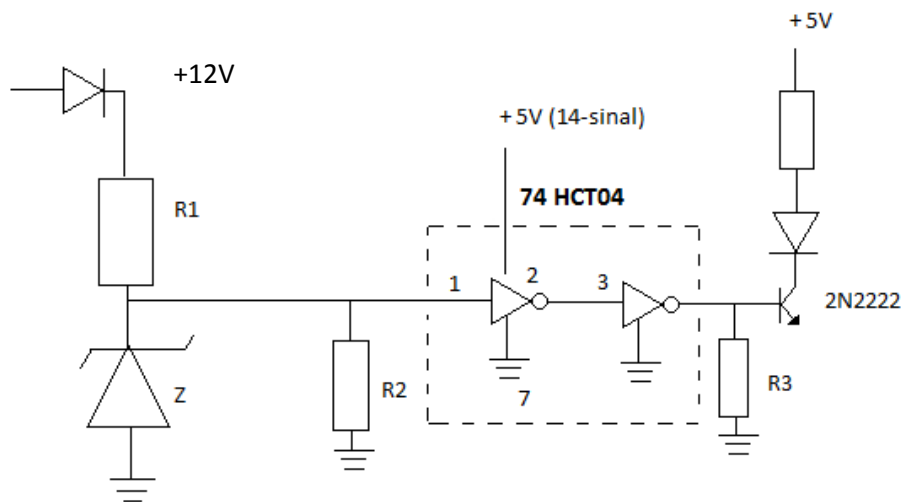 + 5V
+12V
+ 5V (14-sinal)
74 HCT04
R1
1
2
3
2N2222
Z
R2
7
R3